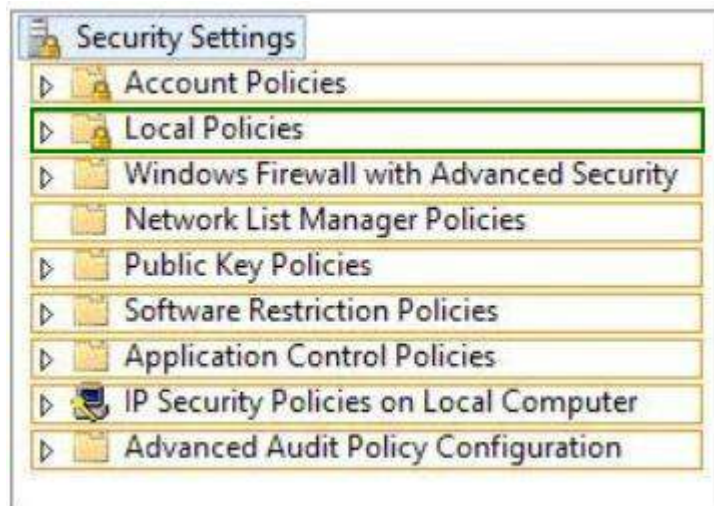 Security Settings
Account Policies
Local Policies
Windows Firewall with Advanced Security
Network List Manager Policies
Public Key Policies
Software Restriction Policies
Application Control Policies
IP Security Policies on Local Computer
Advanced Audit Policy Configuration